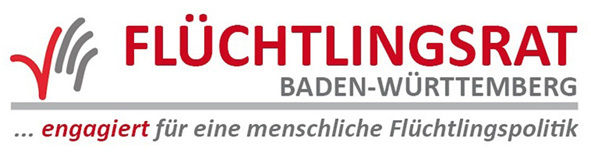 FLÜCHTLINGSRAT
BADEN-WÜRTTEMBERG
... engagiert für eine menschliche Flüchtlingspolitik